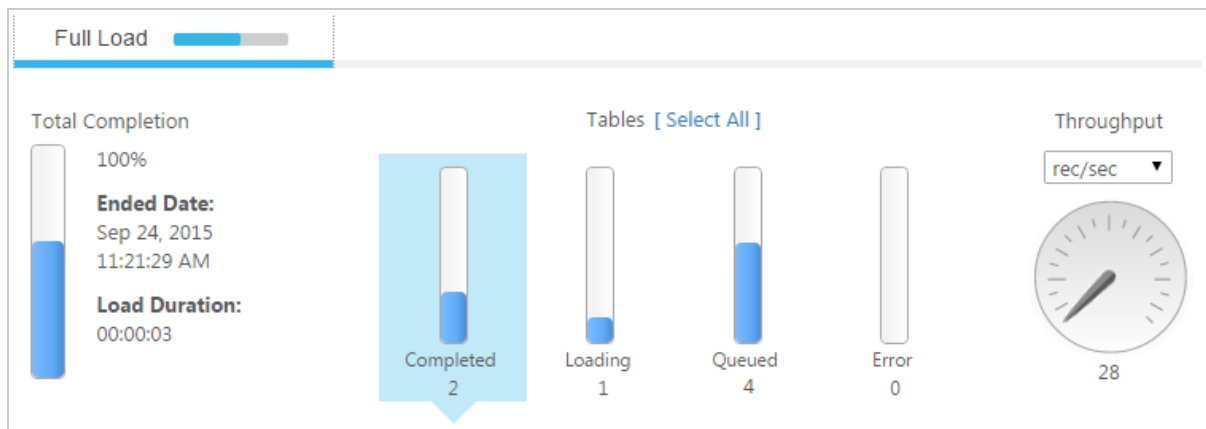 Full Load
Total Completion
100%
Ended Date:
Sep 24, 2015
11:21:29 AM
Load Duration:
00:00:03
Tables [ Select All ]
Completed
2
Loading
1
Queued
4
Error
0
Throughput
rec/sec
28